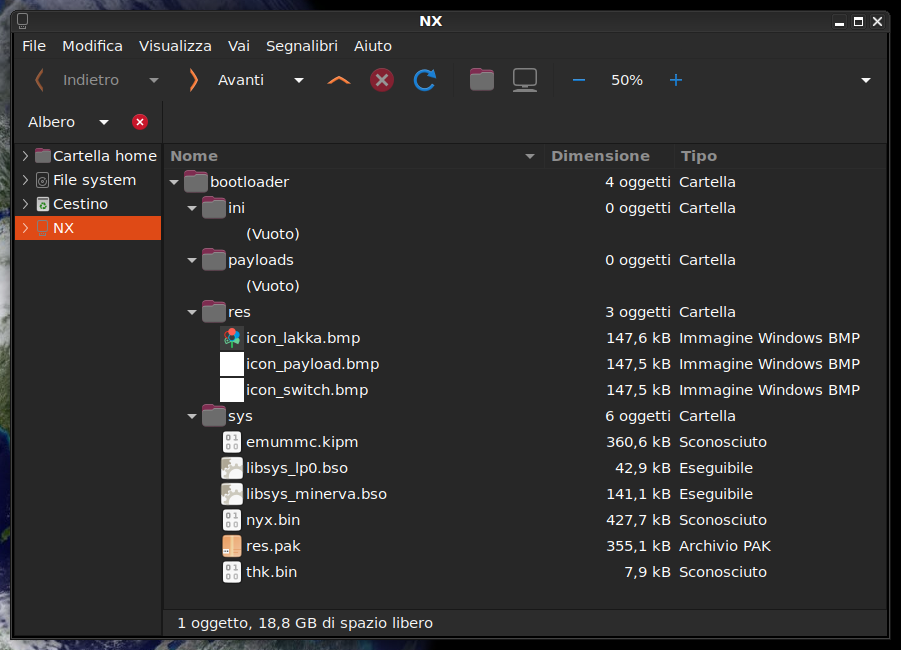 NX
File Modifica Visualizza Vai Segnalibri Aiuto
Indietro Avanti 50%
Albero
Cartella home
File system
Cestino
NX
Nome Dimensione Tipo
bootloader 4 oggetti Cartella
ini 0 oggetti Cartella
(Vuoto)
payloads 0 oggetti Cartella
(Vuoto)
res 3 oggetti Cartella
icon_lakka.bmp 147,6 kB Immagine Windows BMP
icon_payload.bmp 147,5 kB Immagine Windows BMP
icon_switch.bmp 147,5 kB Immagine Windows BMP
sys 6 oggetti Cartella
emummc.kipm 360,6 kB Sconosciuto
libsys_lp0.bso 42,9 kB Eseguibile
libsys_minerva.bso 141,1 kB Eseguibile
nyx.bin 427,7 kB Sconosciuto
res.pak 355,1 kB Archivio PAK
thk.bin 7,9 kB Sconosciuto
1 oggetto, 18,8 GB di spazio libero